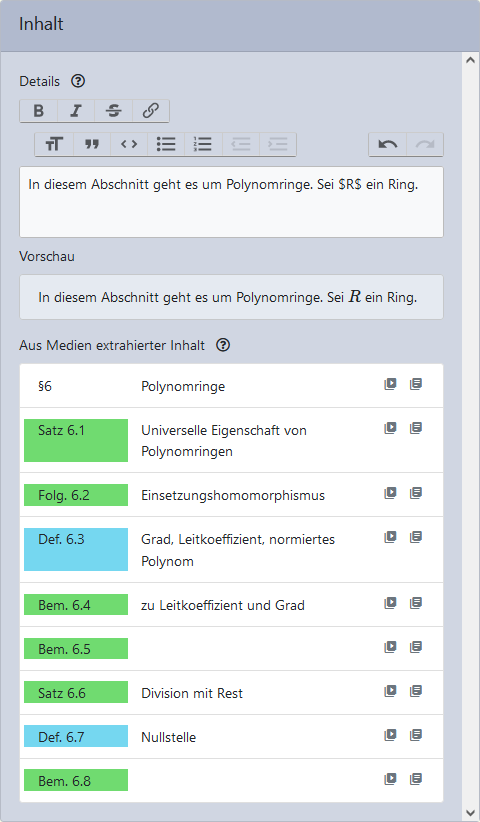 Inhalt
Details
B I S
In diesem Abschnitt geht es um Polynomringe. Sei $R$ ein Ring.
Vorschau
In diesem Abschnitt geht es um Polynomringe. Sei R ein Ring.
Aus Medien extrahierter Inhalt
§6 Polynomringe
Satz 6.1 Universelle Eigenschaft von
Polynomringen
Folg. 6.2 Einsetzungshomomorphismus
Def. 6.3 Grad, Leitkoeffizient, normiertes
Polynom
Bem. 6.4 zu Leitkoeffizient und Grad
Bem. 6.5
Satz 6.6 Division mit Rest
Def. 6.7 Nullstelle
Bem. 6.8